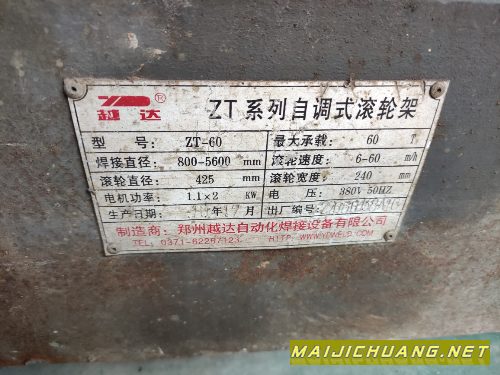 越达®
ZT系列自调式滚轮架
型 号: ZT-60 最大承载: 60 T
焊接直径: 800-5600 mm 滚轮速度: 6-60 m/h
滚轮直径: 425 mm 滚轮宽度: 240 mm
电机功率: 1.1×2 KW 电 压: 380V 50HZ
生产日期: 出厂编号:
制造商: 郑州越达自动化焊接设备有限公司
TEL: HTTP:
MAIJICHUANG.NET